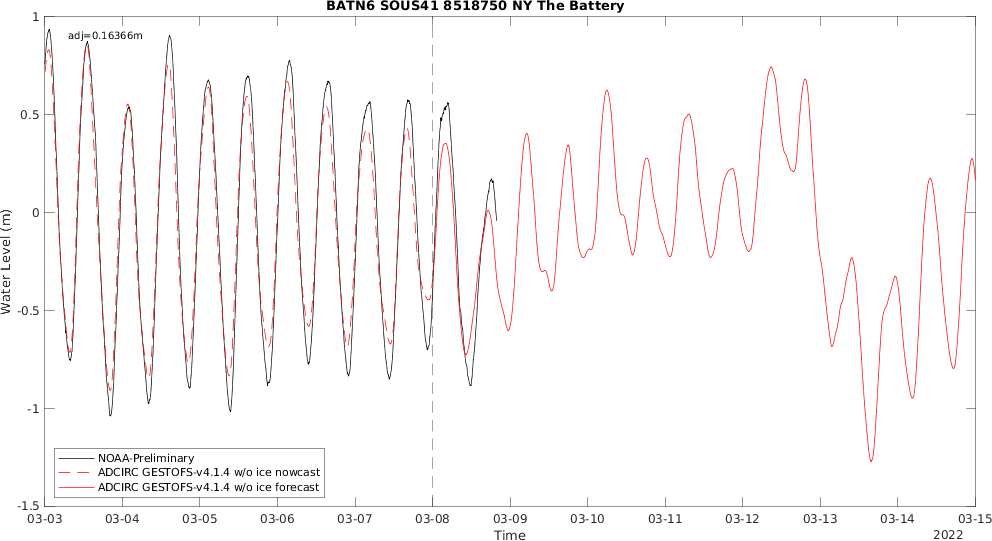 BATN6 SOUS41 8518750 NY The Battery
adj=0.16366m
1
0.5
0
-0.5
-1
-1.5
Water Level (m)
NOAA-Preliminary
ADCIRC GESTOFS-v4.1.4 w/o ice nowcast
ADCIRC GESTOFS-v4.1.4 w/o ice forecast
03-03 03-04 03-05 03-06 03-07 03-08 03-09 03-10 03-11 03-12 03-13 03-14 03-15
Time
2022